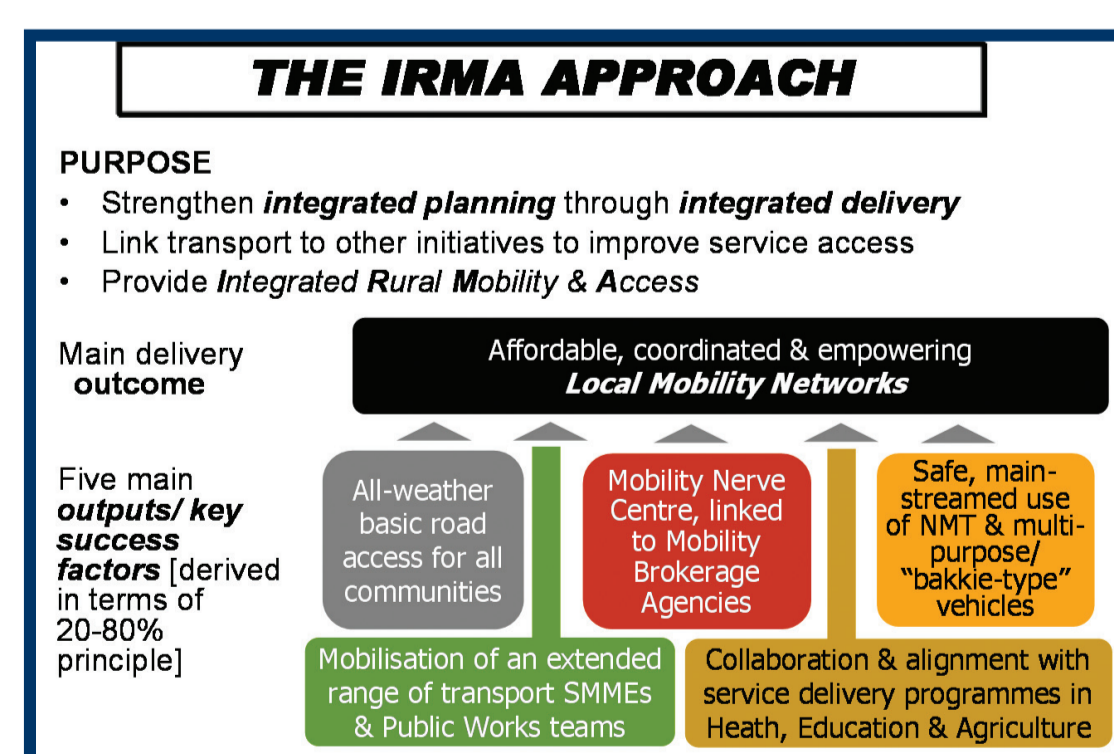 THE IRMA APPROACH
PURPOSE
• Strengthen integrated planning through integrated delivery
• Link transport to other initiatives to improve service access
• Provide Integrated Rural Mobility & Access
Main delivery
outcome
Affordable, coordinated & empowering
Local Mobility Networks
Five main
outputs/ key
success
factors [derived
in terms of
20-80%
principle]
All-weather
basic road
access for all
communities
Mobility Nerve
Centre, linked
to Mobility
Brokerage
Agencies
Safe, main-
streamed use
of NMT & multi-
purpose/
“bakkie-type”
vehicles
Mobilisation of an extended
range of transport SMMEs
& Public Works teams
Collaboration & alignment with
service delivery programmes in
Heath, Education & Agriculture